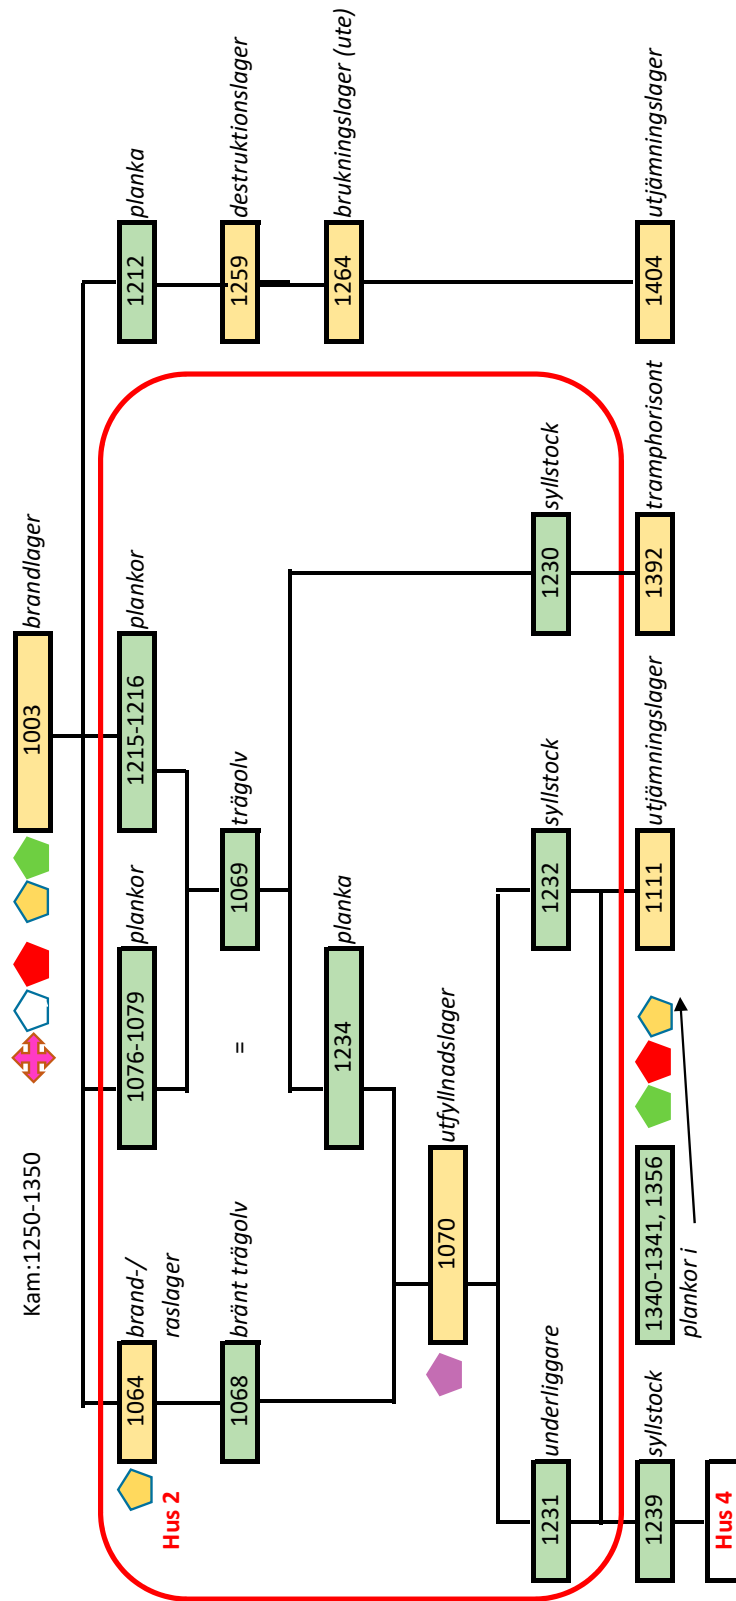 Kam:1250-1350
1003
brandlager
1064
brand-/
raslager
1076-1079
plankor
1215-1216
plankor
1212
planka
Hus 2
1068
bränt trägolv
=
1069
trägolv
1259
destruktionslager
1234
planka
1264
brukningslager (ute)
1070
utfyllnadslager
1231
underliggare
1232
syllstock
1230
syllstock
1239
syllstock
1340-1341, 1356
plankor i
1111
utjämningslager
1392
tramphorisont
1404
utjämningslager
Hus 4